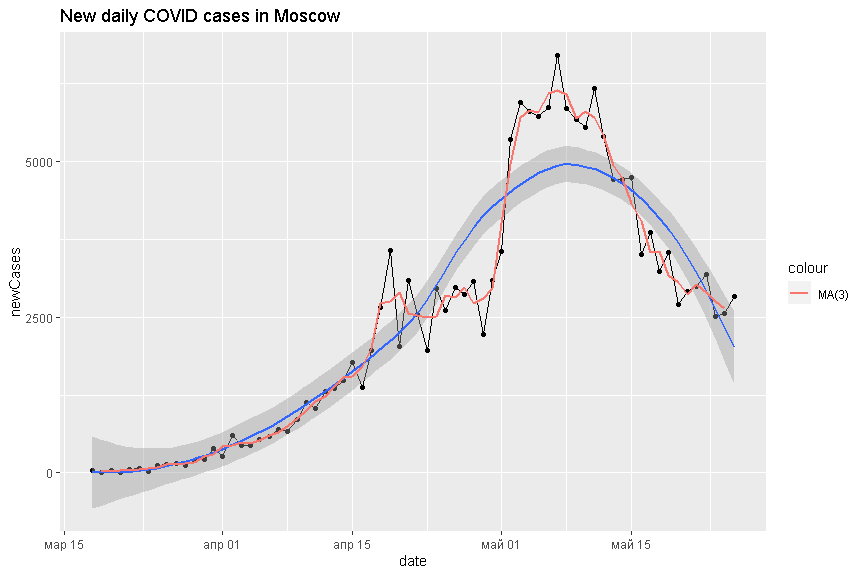 New daily COVID cases in Moscow
newCases
5000
2500
0
мар 15
апр 01
апр 15
май 01
май 15
date
colour
MA(3)